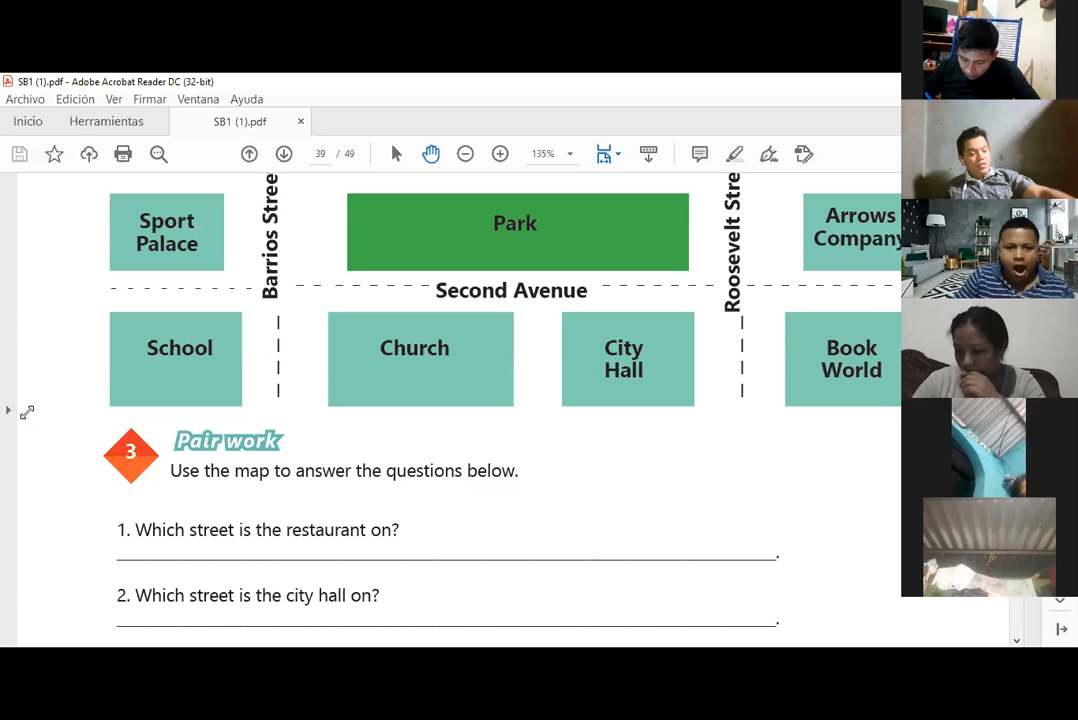 SB1 (1).pdf - Adobe Acrobat Reader DC (32-bit)
Archivo Edición Ver Firmar Ventana Ayuda
Inicio Herramientas SB1 (1).pdf ×
39 / 49 135%
Sport Palace
Barrios Stree
Park
Roosevelt Stre
Arrows Company
Second Avenue
School
Church
City Hall
Book World
3 Pair work
Use the map to answer the questions below.
1. Which street is the restaurant on?
2. Which street is the city hall on?